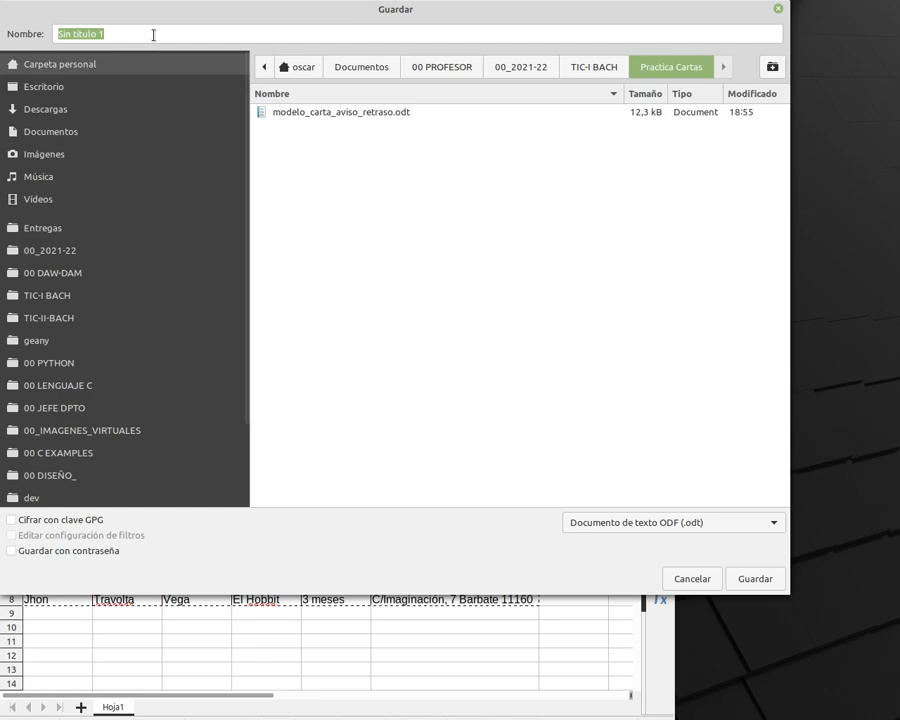 Guardar
Nombre: Sin título 1
Carpeta personal
Escritorio
Descargas
Documentos
Imágenes
Música
Vídeos
Entregas
00_2021-22
00 DAW-DAM
TIC-I BACH
TIC-II-BACH
geany
00 PYTHON
00 LENGUAJE C
00 JEFE DPTO
00_IMAGENES_VIRTUALES
00 C EXAMPLES
00 DISEÑO_
dev
oscar Documentos 00 PROFESOR 00_2021-22 TIC-I BACH Practica Cartas
Nombre Tamaño Tipo Modificado
modelo_carta_aviso_retraso.odt 12,3 kB Document 18:55
Cifrar con clave GPG
Editar configuración de filtros
Guardar con contraseña
Documento de texto ODF (.odt)
Cancelar Guardar
8 Jhon Travolta Vega El Hobbit 3 meses C/Imaginación, 7 Barbate 11160
9
10
11
12
13
14
Hoja1